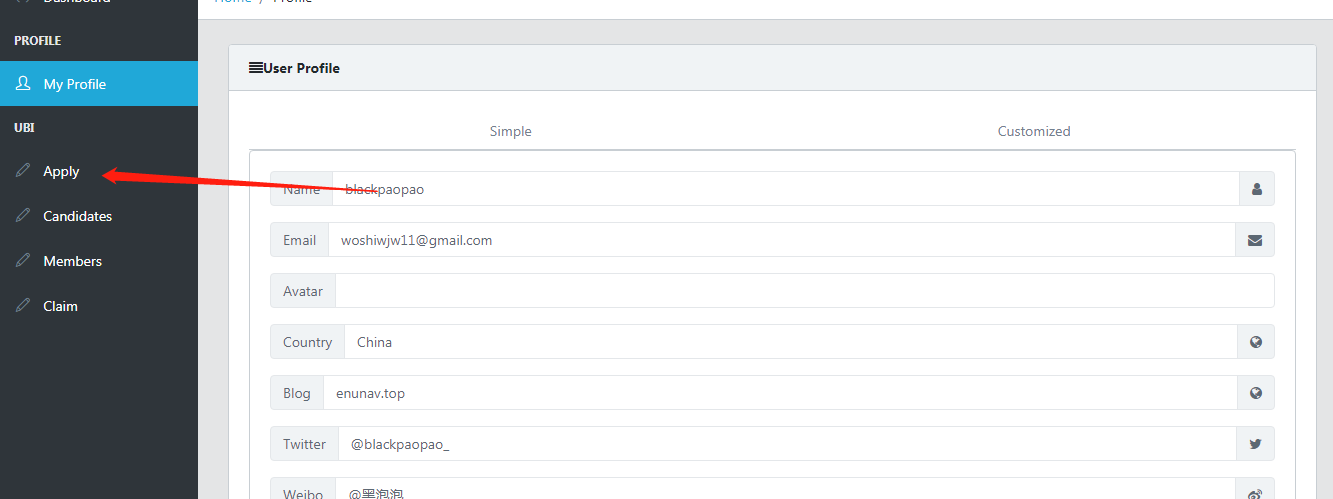 Dashboard
Home / Profile
PROFILE
My Profile
UBI
Apply
Candidates
Members
Claim
User Profile
Simple
Customized
Name blackpaopao
Email woshiwjw11@gmail.com
Avatar
Country China
Blog enunav.top
Twitter @blackpaopao_
Weibo @黑泡泡